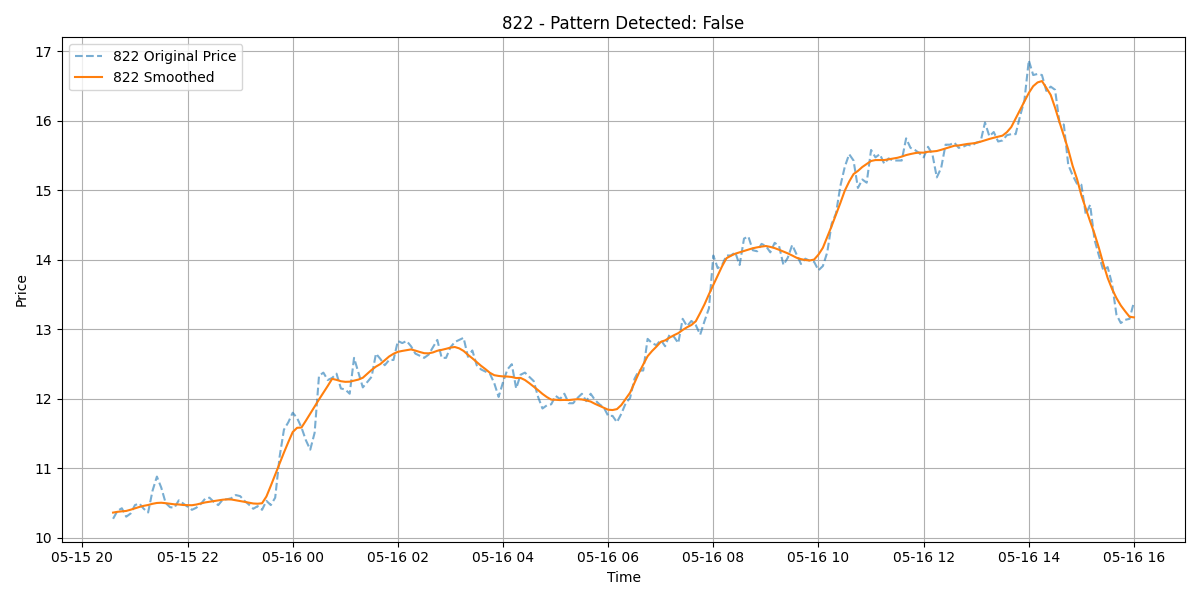 822 - Pattern Detected: False
822 Original Price
822 Smoothed
Price
17
16
15
14
13
12
11
10
05-15 20 05-15 22 05-16 00 05-16 02 05-16 04 05-16 06 05-16 08 05-16 10 05-16 12 05-16 14 05-16 16
Time